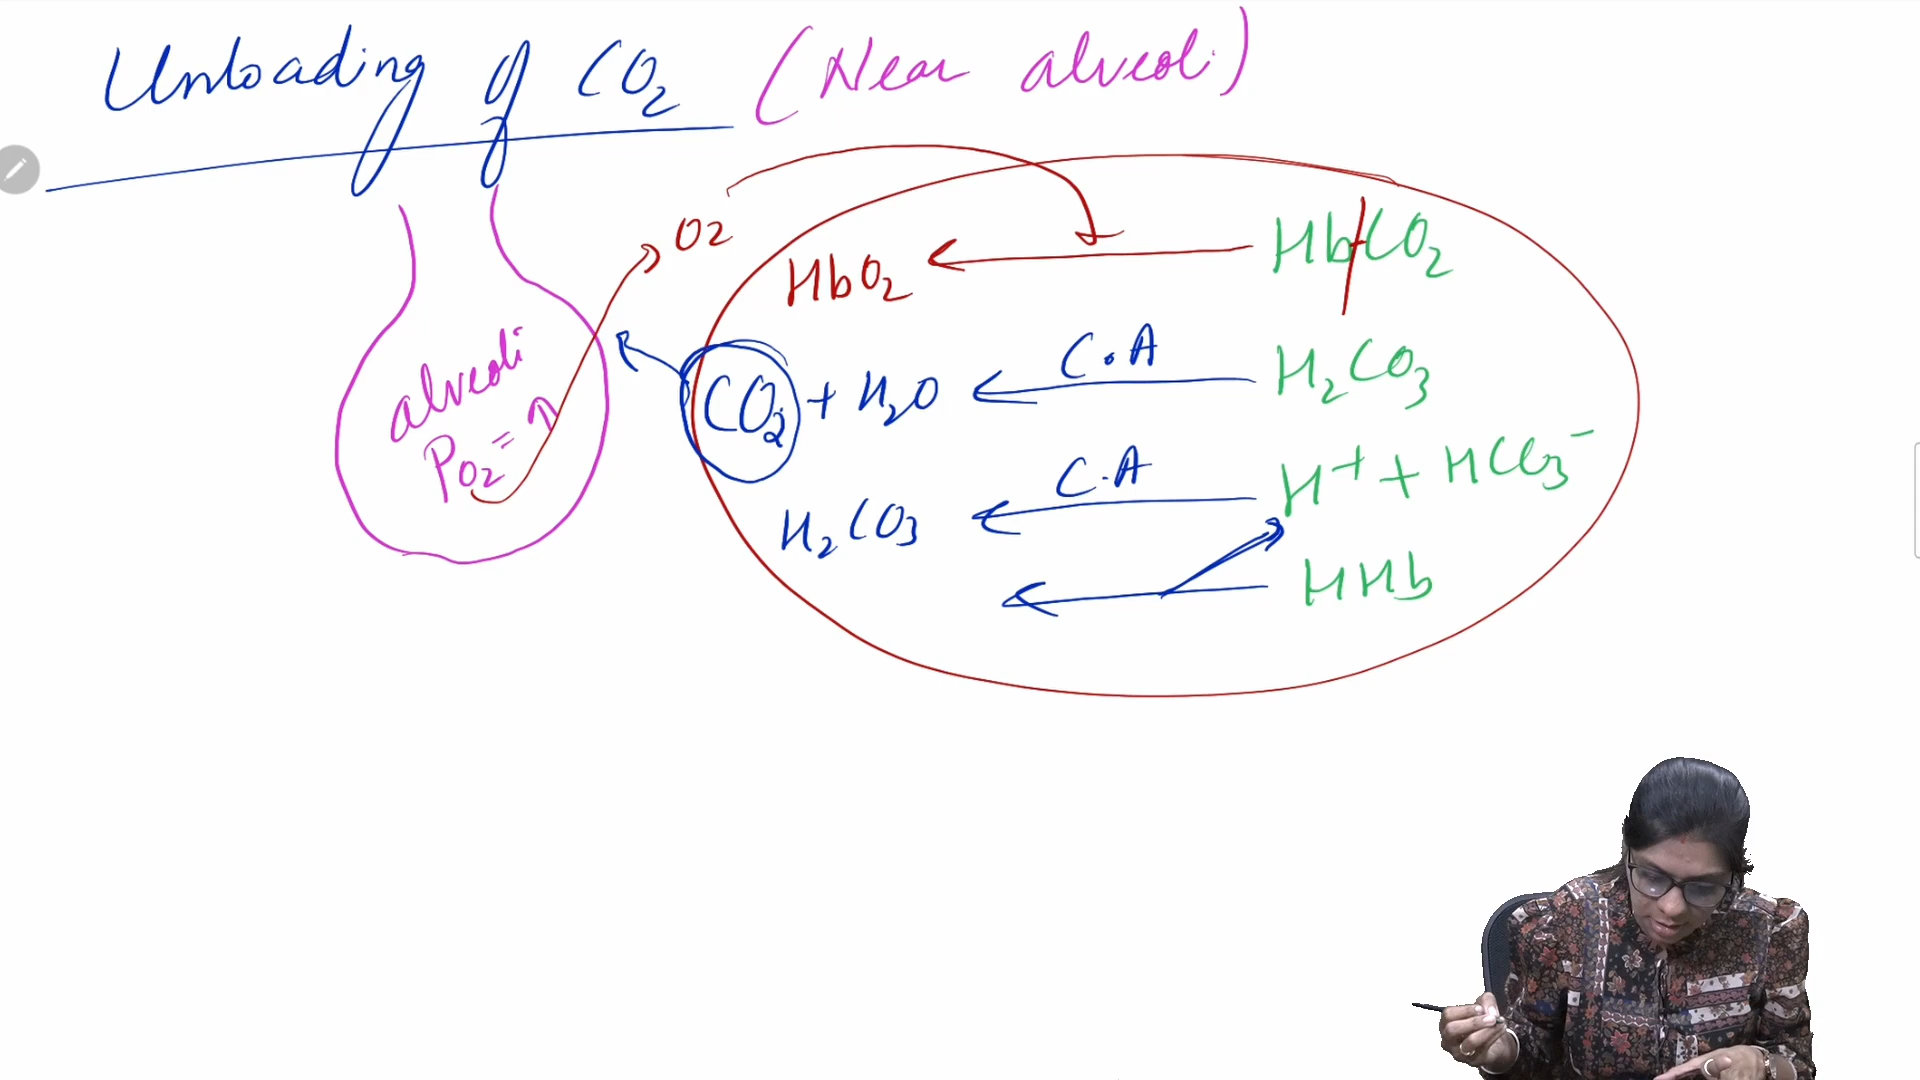 Unloading of CO2 (Near alveoli)
O2
HbO2 ← HbCO2
alveoli
PO2 = ↑
CO2 + H2O ← C.A H2CO3
H2CO3 ← C.A H+ + HCO3-
← HHb